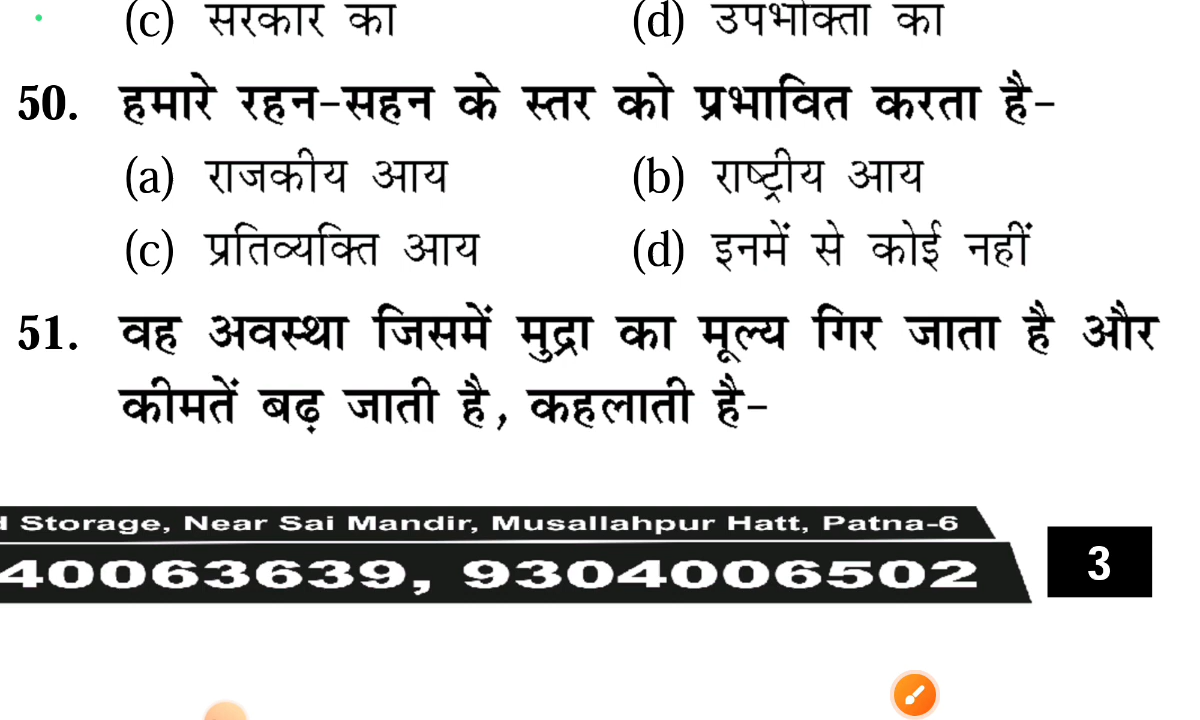 (c) सरकार का (d) उपभोक्ता का
50. हमारे रहन-सहन के स्तर को प्रभावित करता है-
(a) राजकीय आय (b) राष्ट्रीय आय
(c) प्रतिव्यक्ति आय (d) इनमें से कोई नहीं
51. वह अवस्था जिसमें मुद्रा का मूल्य गिर जाता है और
कीमतें बढ़ जाती है, कहलाती है-
Storage, Near Sai Mandir, Musallahpur Hatt, Patna-6
40063639, 9304006502
3